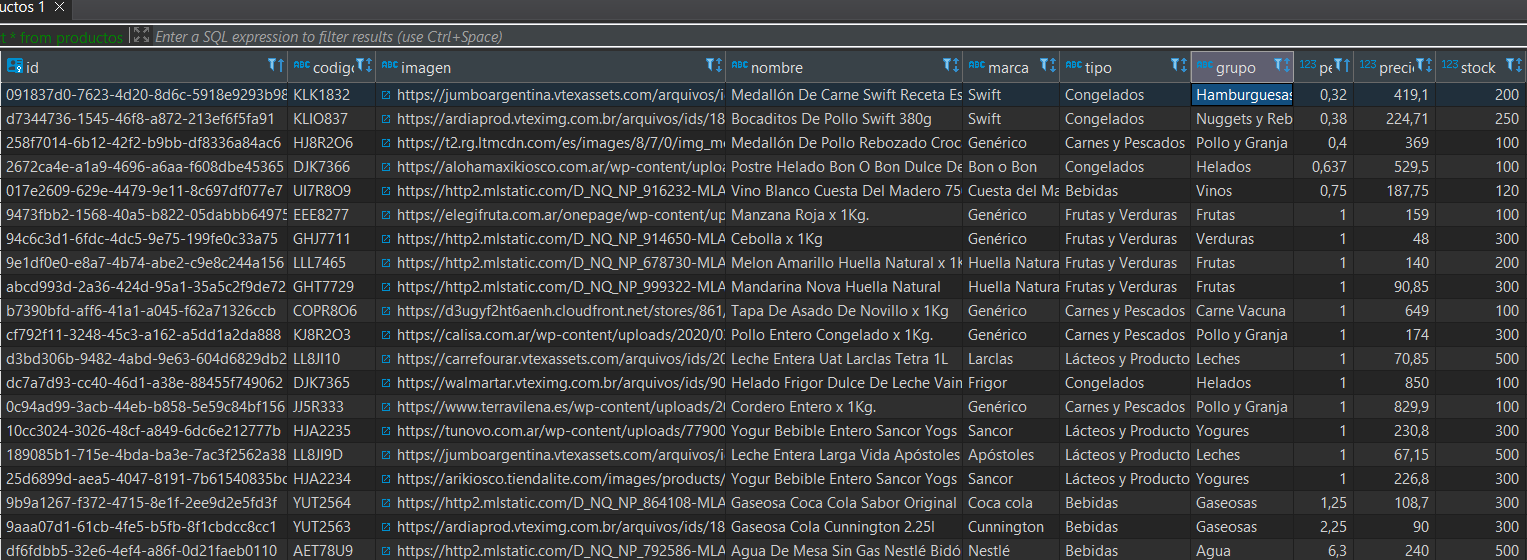 uctos 1
t * from productos Enter a SQL expression to filter results (use Ctrl+Space)
id ABC codigo ABC imagen ABC nombre ABC marca ABC tipo ABC grupo 123 pe 123 preci 123 stock
091837d0-7623-4d20-8d6c-5918e9293b98 KLK1832 https://jumboargentina.vtexassets.com/arquivos/i Medallón De Carne Swift Receta Es Swift Congelados Hamburguesas 0,32 419,1 200
d7344736-1545-46f8-a872-213ef6f5fa91 KLIO837 https://ardiaprod.vteximg.com.br/arquivos/ids/18 Bocaditos De Pollo Swift 380g Swift Congelados Nuggets y Reb 0,38 224,71 250
258f7014-6b12-42f2-b9bb-df8336a84ac6 HJ8R2O6 https://t2.rg.ltmcdn.com/es/images/8/7/0/img_me Medallón De Pollo Rebozado Croc Genérico Carnes y Pescados Pollo y Granja 0,4 369 100
2672ca4e-a1a9-4696-a6aa-f608dbe45365 DJK7366 https://alohamaxikiosco.com.ar/wp-content/uploa Postre Helado Bon O Bon Dulce De Bon o Bon Congelados Helados 0,637 529,5 100
017e2609-629e-4479-9e11-8c697df077e7 UI7R8O9 https://http2.mlstatic.com/D_NQ_NP_916232-MLA Vino Blanco Cuesta Del Madero 750 Cuesta del Ma Bebidas Vinos 0,75 187,75 120
9473fbb2-1568-40a5-b822-05dabbb64975 EEE8277 https://elegifruta.com.ar/onepage/wp-content/up Manzana Roja x 1Kg. Genérico Frutas y Verduras Frutas 1 159 100
94c6c3d1-6fdc-4dc5-9e75-199fe0c33a75 GHJ7711 https://http2.mlstatic.com/D_NQ_NP_914650-MLA Cebolla x 1Kg Genérico Frutas y Verduras Verduras 1 48 300
9e1df0e0-e8a7-4b74-abe2-c9e8c244a156 LLL7465 https://http2.mlstatic.com/D_NQ_NP_678730-MLA Melon Amarillo Huella Natural x 1K Huella Natura Frutas y Verduras Frutas 1 140 200
abcd993d-2a36-424d-95a1-35a5c2f9de72 GHT7729 https://http2.mlstatic.com/D_NQ_NP_999322-MLA Mandarina Nova Huella Natural Huella Natura Frutas y Verduras Frutas 1 90,85 300
b7390bfd-aff6-41a1-a045-f62a71326ccb COPR8O6 https://d3ugyf2ht6aenh.cloudfront.net/stores/861/ Tapa De Asado De Novillo x 1Kg Genérico Carnes y Pescados Carne Vacuna 1 649 100
cf792f11-3248-45c3-a162-a5dd1a2da888 KJ8R2O3 https://calisa.com.ar/wp-content/uploads/2020/03 Pollo Entero Congelado x 1Kg. Genérico Carnes y Pescados Pollo y Granja 1 174 300
d3bd306b-9482-4abd-9e63-604d6829db2 LL8JI10 https://carrefourar.vtexassets.com/arquivos/ids/20 Leche Entera Uat Larclas Tetra 1L Larclas Lácteos y Producto Leches 1 70,85 500
dc7a7d93-cc40-46d1-a38e-88455f749062 DJK7365 https://walmartar.vteximg.com.br/arquivos/ids/90 Helado Frigor Dulce De Leche Vain Frigor Congelados Helados 1 850 100
0c94ad99-3acb-44eb-b858-5e59c84bf156 JJ5R333 https://www.terravilena.es/wp-content/uploads/20 Cordero Entero x 1Kg. Genérico Carnes y Pescados Pollo y Granja 1 829,9 100
10cc3024-3026-48cf-a849-6dc6e212777b HJA2235 https://tunovo.com.ar/wp-content/uploads/77900 Yogur Bebible Entero Sancor Yogs Sancor Lácteos y Producto Yogures 1 230,8 300
189085b1-715e-4bda-ba3e-7ac3f2562a38 LL8JI9D https://jumboargentina.vtexassets.com/arquivos/i Leche Entera Larga Vida Apóstoles Apóstoles Lácteos y Producto Leches 1 67,15 500
25d6899d-aea5-4047-8191-7b61540835bc HJA2234 https://arikiosco.tiendalite.com/images/products/ Yogur Bebible Entero Sancor Yogs Sancor Lácteos y Producto Yogures 1 226,8 300
9b9a1267-f372-4715-8e1f-2ee9d2e5fd3f YUT2564 https://http2.mlstatic.com/D_NQ_NP_864108-MLA Gaseosa Coca Cola Sabor Original Coca cola Bebidas Gaseosas 1,25 108,7 300
9aaa07d1-61cb-4fe5-b5fb-8f1cbdcc8cc1 YUT2563 https://ardiaprod.vteximg.com.br/arquivos/ids/18 Gaseosa Cola Cunnington 2.25l Cunnington Bebidas Gaseosas 2,25 90 300
df6fdbb5-32e6-4ef4-a86f-0d21faeb0110 AET78U9 https://http2.mlstatic.com/D_NQ_NP_792586-MLA Agua De Mesa Sin Gas Nestlé Bidó Nestlé Bebidas Agua 6,3 240 300